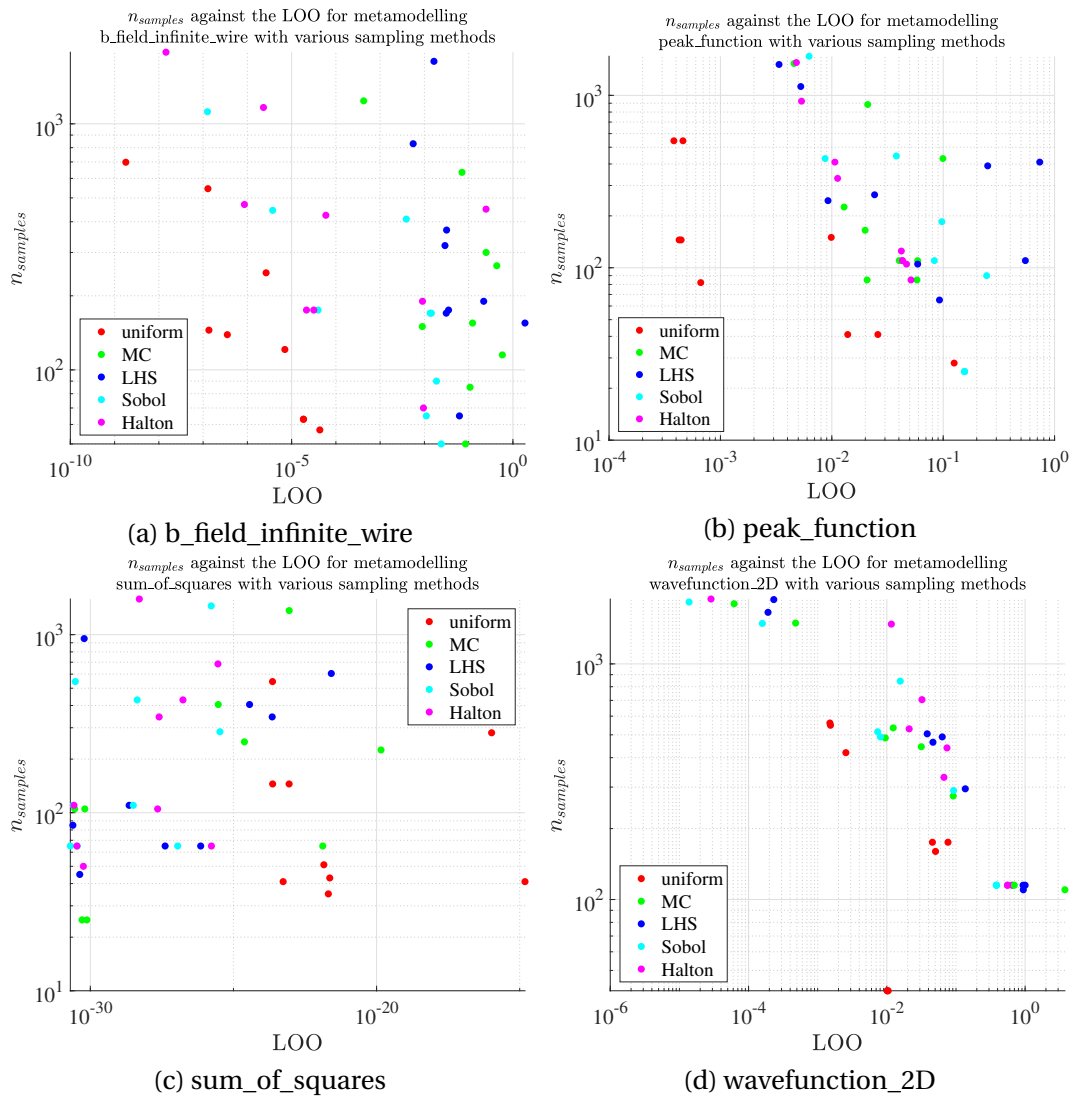 n_samples against the LOO for metamodelling
b_field_infinite_wire with various sampling methods
10^3
10^2
n_samples
uniform
MC
LHS
Sobol
Halton
10^-10
10^-5
10^0
LOO
(a) b_field_infinite_wire
n_samples against the LOO for metamodelling
peak_function with various sampling methods
10^3
10^2
10^1
n_samples
uniform
MC
LHS
Sobol
Halton
10^-4
10^-3
10^-2
10^-1
10^0
LOO
(b) peak_function
n_samples against the LOO for metamodelling
sum_of_squares with various sampling methods
10^3
10^2
10^1
n_samples
uniform
MC
LHS
Sobol
Halton
10^-30
10^-20
LOO
(c) sum_of_squares
n_samples against the LOO for metamodelling
wavefunction_2D with various sampling methods
10^3
10^2
n_samples
uniform
MC
LHS
Sobol
Halton
10^-6
10^-4
10^-2
10^0
LOO
(d) wavefunction_2D